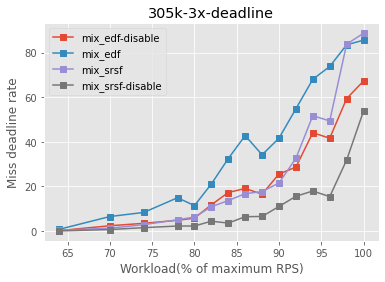 305k-3x-deadline
mix_edf-disable
mix_edf
mix_srsf
mix_srsf-disable
Miss deadline rate
80
60
40
20
0
65 70 75 80 85 90 95 100
Workload(% of maximum RPS)